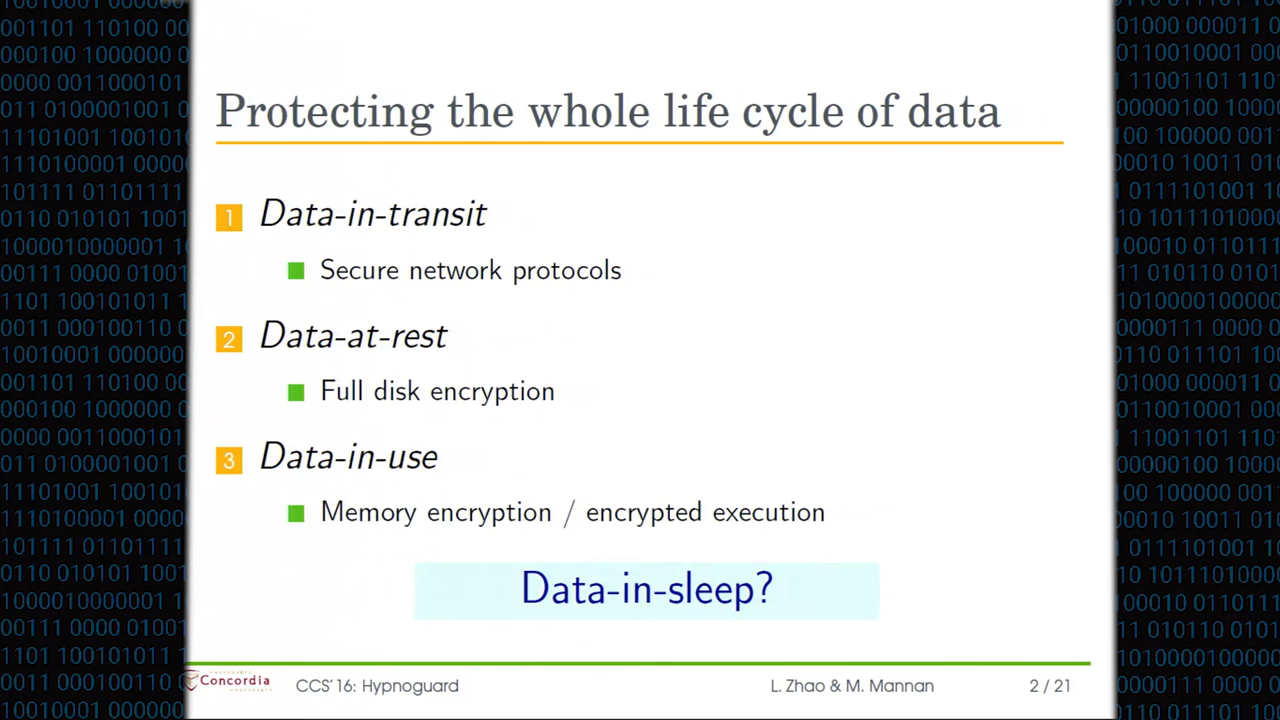 Protecting the whole life cycle of data
1 Data-in-transit
Secure network protocols
2 Data-at-rest
Full disk encryption
3 Data-in-use
Memory encryption / encrypted execution
Data-in-sleep?
Concordia
CCS'16: Hypnoguard
L. Zhao & M. Mannan
2 / 21